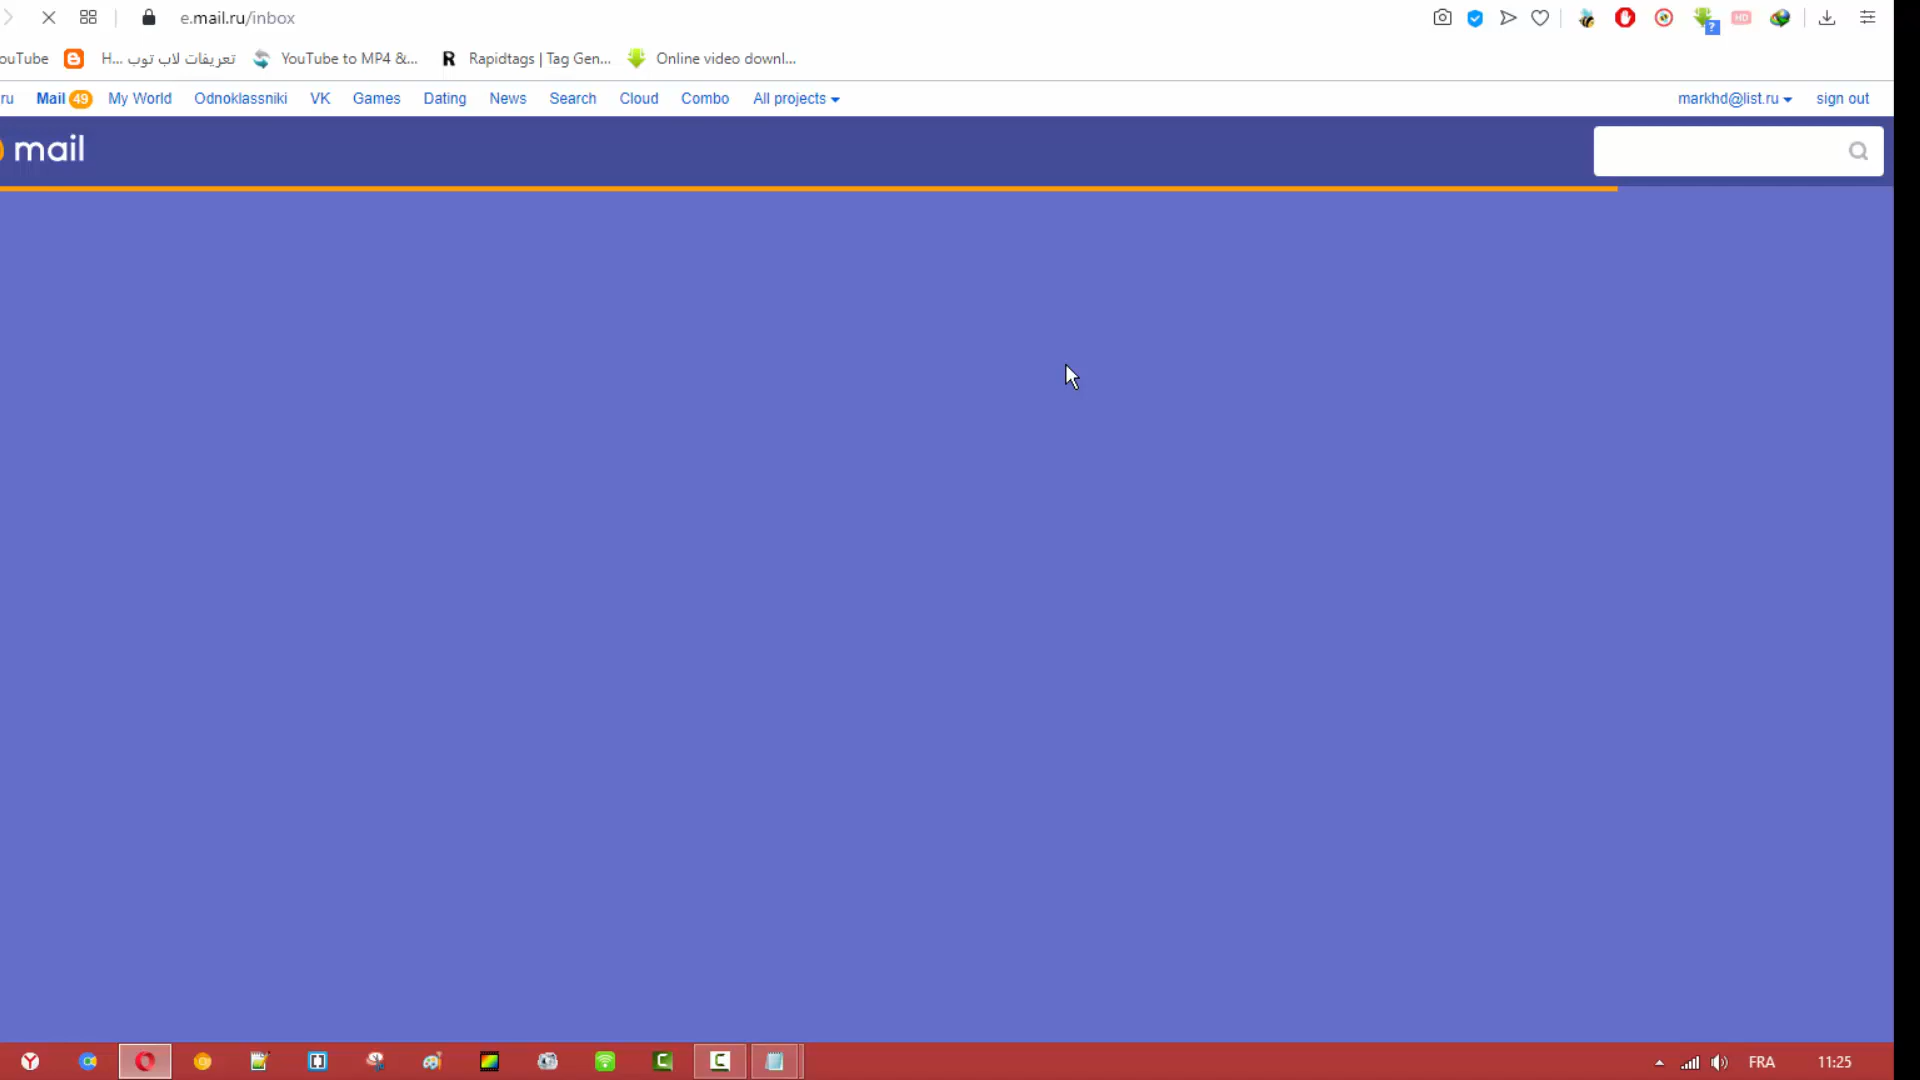 e.mail.ru/inbox
ouTube H... تعريفات لاب توب YouTube to MP4 &... Rapidtags | Tag Gen... Online video downl...
ru Mail 49 My World Odnoklassniki VK Games Dating News Search Cloud Combo All projects markhd@list.ru sign out
mail
FRA 11:25